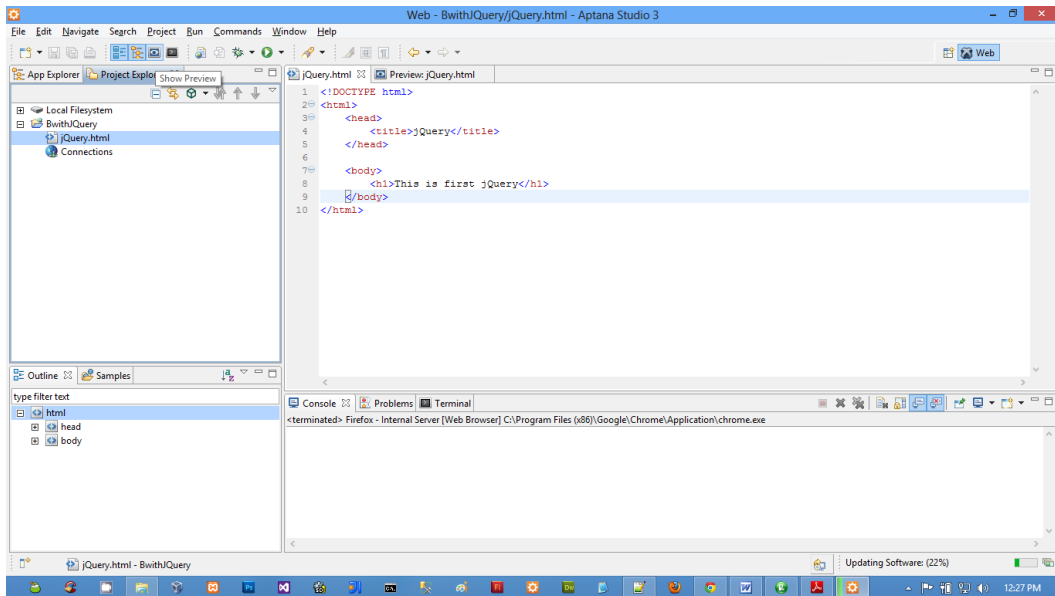 Web - BwithJQuery/jQuery.html - Aptana Studio 3
File Edit Navigate Search Project Run Commands Window Help
Web
App Explorer Project Explor
Show Preview
jQuery.html Preview: jQuery.html
Local Filesystem
BwithJQuery
jQuery.html
Connections
1 <!DOCTYPE html>
2 <html>
3 <head>
4 <title>jQuery</title>
5 </head>
6
7 <body>
8 <h1>This is first jQuery</h1>
9 </body>
10 </html>
Outline Samples
type filter text
html
head
body
Console Problems Terminal
<terminated> Firefox - Internal Server [Web Browser] C:\Program Files (x86)\Google\Chrome\Application\chrome.exe
jQuery.html - BwithJQuery
Updating Software: (22%)
12:27 PM